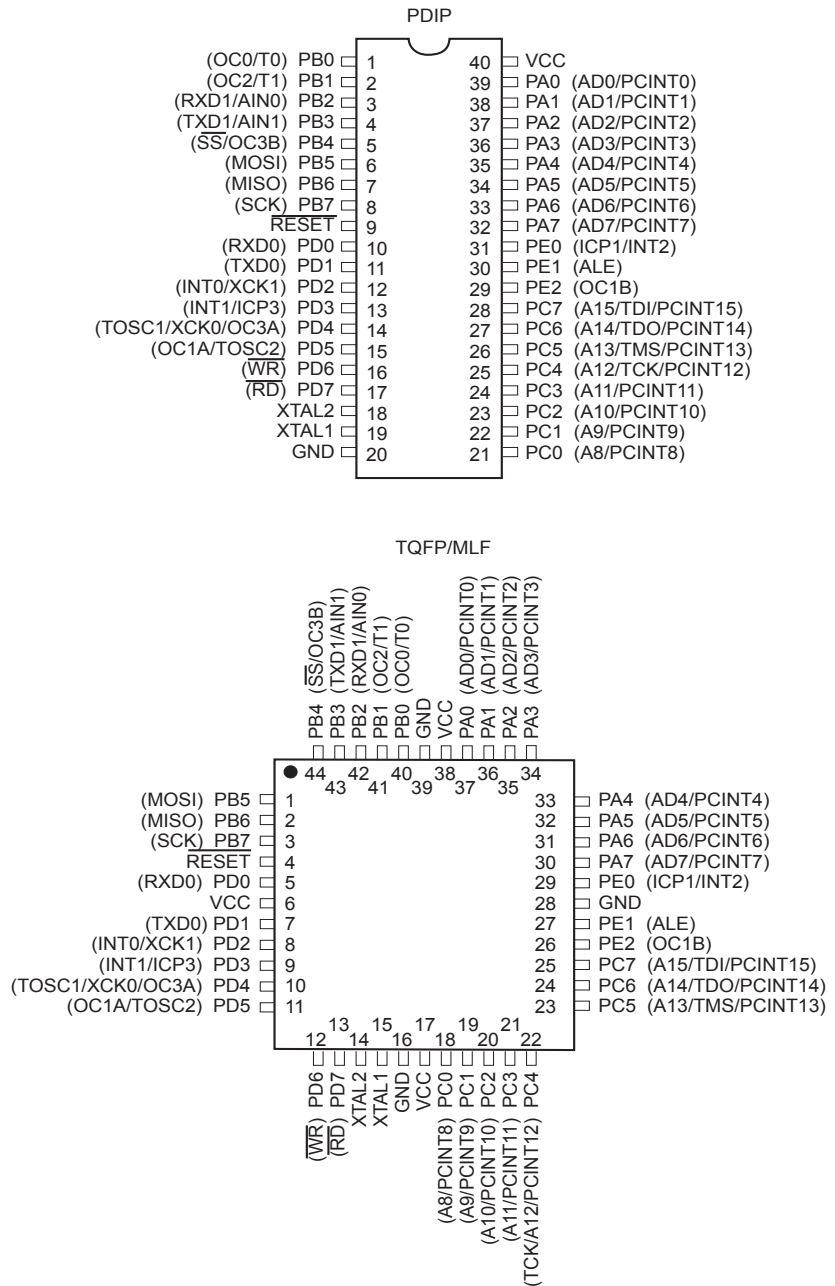 PDIP
(OC0/T0) PB0 1 40 VCC
(OC2/T1) PB1 2 39 PA0 (AD0/PCINT0)
(RXD1/AIN0) PB2 3 38 PA1 (AD1/PCINT1)
(TXD1/AIN1) PB3 4 37 PA2 (AD2/PCINT2)
(SS/OC3B) PB4 5 36 PA3 (AD3/PCINT3)
(MOSI) PB5 6 35 PA4 (AD4/PCINT4)
(MISO) PB6 7 34 PA5 (AD5/PCINT5)
(SCK) PB7 8 33 PA6 (AD6/PCINT6)
RESET 9 32 PA7 (AD7/PCINT7)
(RXD0) PD0 10 31 PE0 (ICP1/INT2)
(TXD0) PD1 11 30 PE1 (ALE)
(INT0/XCK1) PD2 12 29 PE2 (OC1B)
(INT1/ICP3) PD3 13 28 PC7 (A15/TDI/PCINT15)
(TOSC1/XCK0/OC3A) PD4 14 27 PC6 (A14/TDO/PCINT14)
(OC1A/TOSC2) PD5 15 26 PC5 (A13/TMS/PCINT13)
(WR) PD6 16 25 PC4 (A12/TCK/PCINT12)
(RD) PD7 17 24 PC3 (A11/PCINT11)
XTAL2 18 23 PC2 (A10/PCINT10)
XTAL1 19 22 PC1 (A9/PCINT9)
GND 20 21 PC0 (A8/PCINT8)
TQFP/MLF
PB4 (SS/OC3B)
PB3 (TXD1/AIN1)
PB2 (RXD1/AIN0)
PB1 (OC2/T1)
PB0 (OC0/T0)
GND
VCC
PA0 (AD0/PCINT0)
PA1 (AD1/PCINT1)
PA2 (AD2/PCINT2)
PA3 (AD3/PCINT3)
44 42 40 38 36 34
43 41 39 37 35
(MOSI) PB5 1 33 PA4 (AD4/PCINT4)
(MISO) PB6 2 32 PA5 (AD5/PCINT5)
(SCK) PB7 3 31 PA6 (AD6/PCINT6)
RESET 4 30 PA7 (AD7/PCINT7)
(RXD0) PD0 5 29 PE0 (ICP1/INT2)
VCC 6 28 GND
(TXD0) PD1 7 27 PE1 (ALE)
(INT0/XCK1) PD2 8 26 PE2 (OC1B)
(INT1/ICP3) PD3 9 25 PC7 (A15/TDI/PCINT15)
(TOSC1/XCK0/OC3A) PD4 10 24 PC6 (A14/TDO/PCINT14)
(OC1A/TOSC2) PD5 11 23 PC5 (A13/TMS/PCINT13)
13 15 17 19 21
12 14 16 18 20 22
(WR) PD6
(RD) PD7
XTAL2
XTAL1
GND
VCC
(A8/PCINT8) PC0
(A9/PCINT9) PC1
(A10/PCINT10) PC2
(A11/PCINT11) PC3
(TCK/A12/PCINT12) PC4